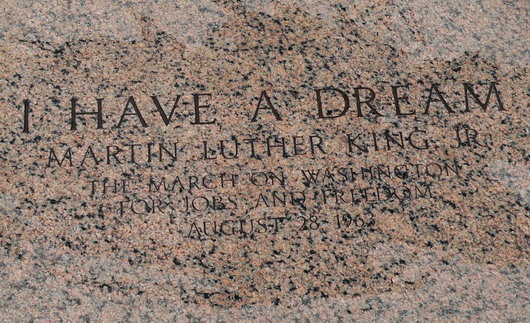 I HAVE A DREAM
MARTIN LUTHER KING, JR.
THE MARCH ON WASHINGTON
FOR JOBS AND FREEDOM
AUGUST 28, 1963